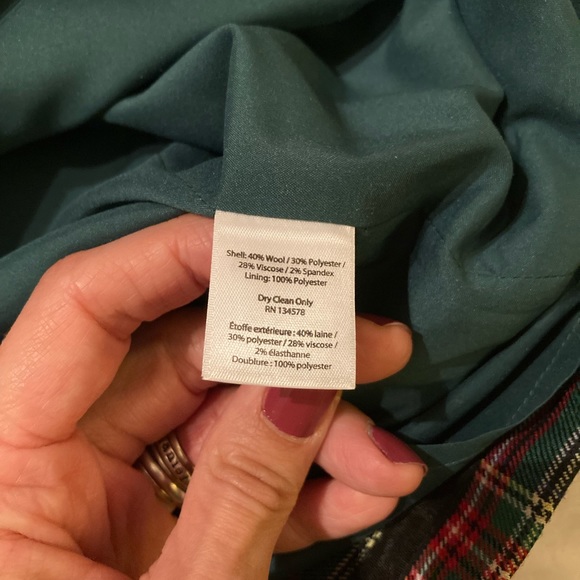 Shell: 40% Wool / 30% Polyester /
28% Viscose / 2% Spandex
Lining: 100% Polyester
Dry Clean Only
RN 134578
Étoffe extérieure : 40% laine /
30% polyester / 28% viscose /
2% élasthanne
Doublure : 100% polyester